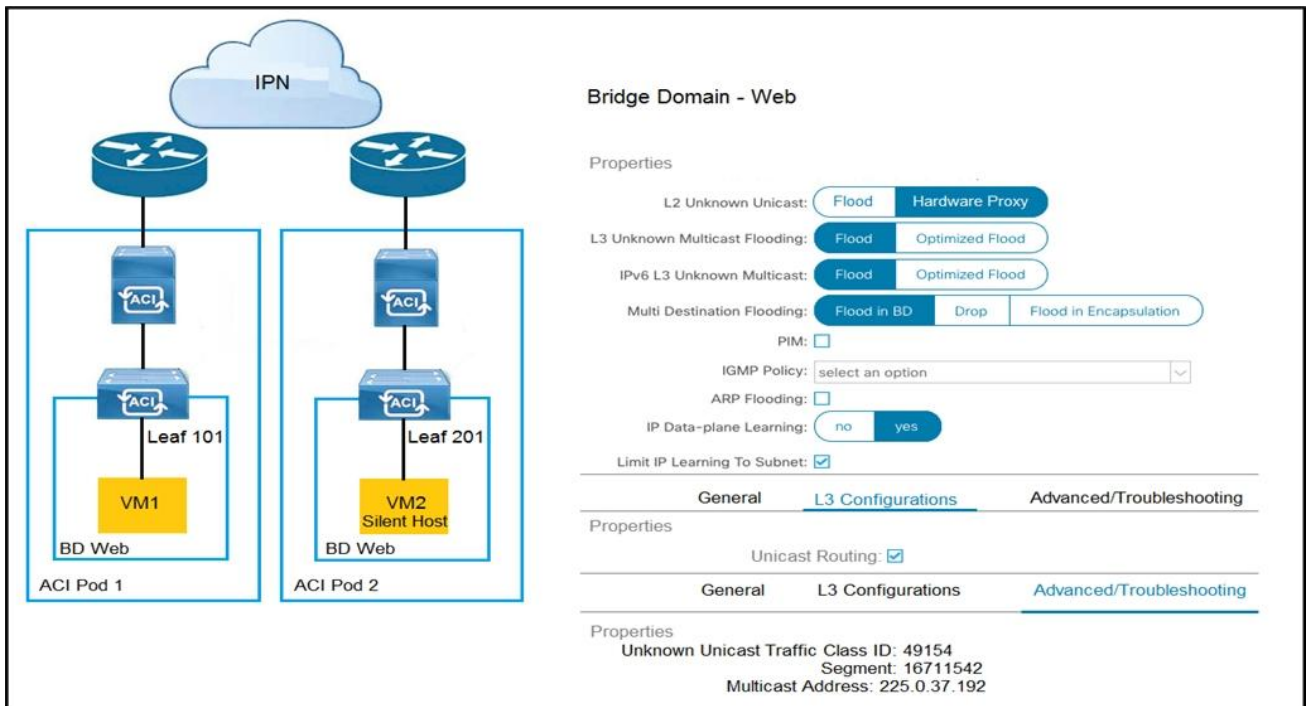 IPN
ACI
ACI
ACI
ACI
Leaf 101
Leaf 201
VM1
VM2
Silent Host
BD Web
BD Web
ACI Pod 1
ACI Pod 2
Bridge Domain - Web
Properties
L2 Unknown Unicast: Flood Hardware Proxy
L3 Unknown Multicast Flooding: Flood Optimized Flood
IPv6 L3 Unknown Multicast: Flood Optimized Flood
Multi Destination Flooding: Flood in BD Drop Flood in Encapsulation
PIM:
IGMP Policy: select an option
ARP Flooding:
IP Data-plane Learning: no yes
Limit IP Learning To Subnet:
General L3 Configurations Advanced/Troubleshooting
Properties
Unicast Routing:
General L3 Configurations Advanced/Troubleshooting
Properties
Unknown Unicast Traffic Class ID: 49154
Segment: 16711542
Multicast Address: 225.0.37.192